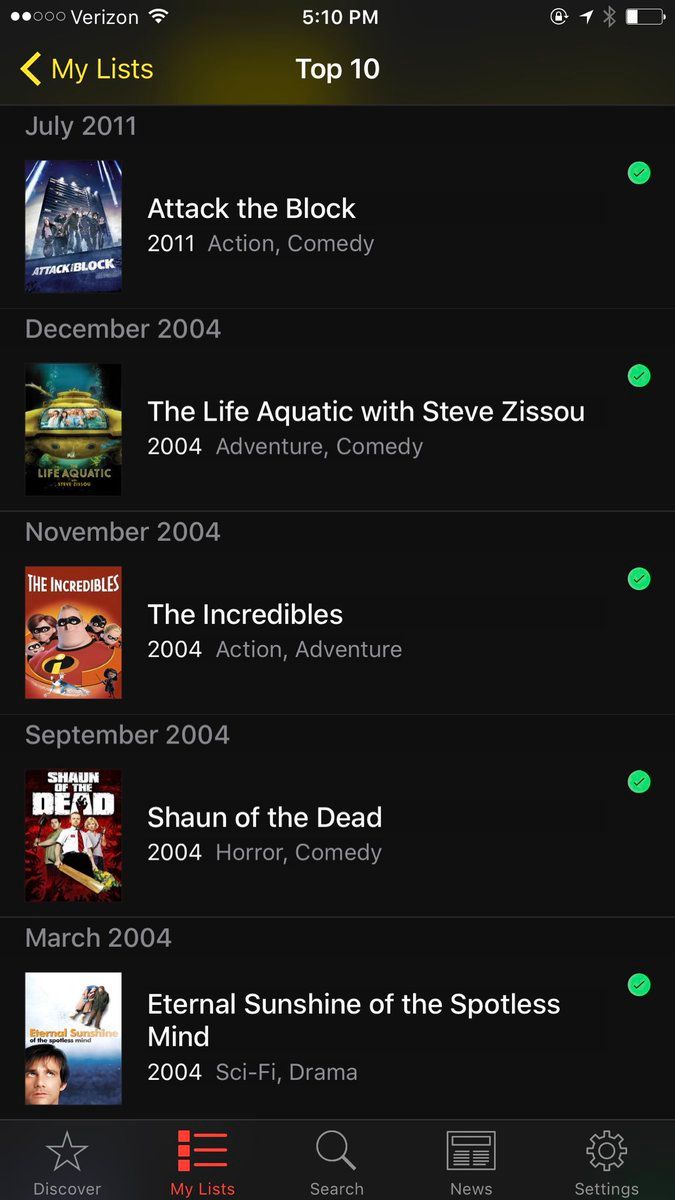 Verizon 5:10 PM
My Lists Top 10
July 2011
ATTACK THE BLOCK
Attack the Block
2011 Action, Comedy
December 2004
THE
LIFE AQUATIC
with
STEVE ZISSOU
The Life Aquatic with Steve Zissou
2004 Adventure, Comedy
November 2004
THE INCREDIBLES
The Incredibles
2004 Action, Adventure
September 2004
SHAUN
OF THE
DEAD
Shaun of the Dead
2004 Horror, Comedy
March 2004
Eternal Sunshine
of the spotless mind
Eternal Sunshine of the Spotless
Mind
2004 Sci-Fi, Drama
Discover My Lists Search News Settings